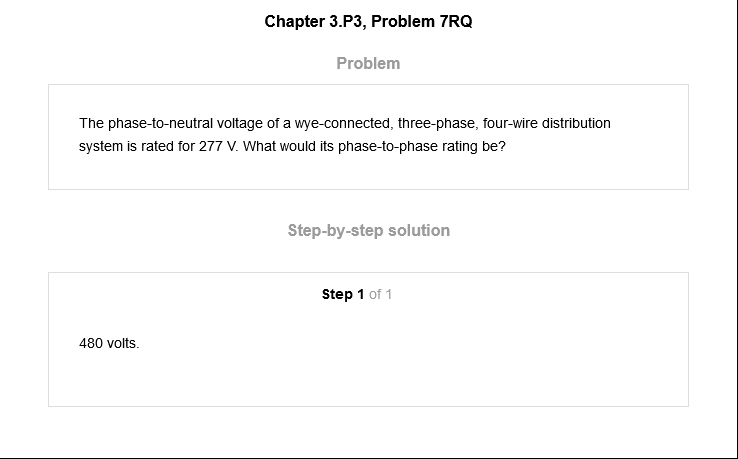 Chapter 3.P3, Problem 7RQ
Problem
The phase-to-neutral voltage of a wye-connected, three-phase, four-wire distribution
system is rated for 277 V. What would its phase-to-phase rating be?
Step-by-step solution
Step 1 of 1
480 volts.